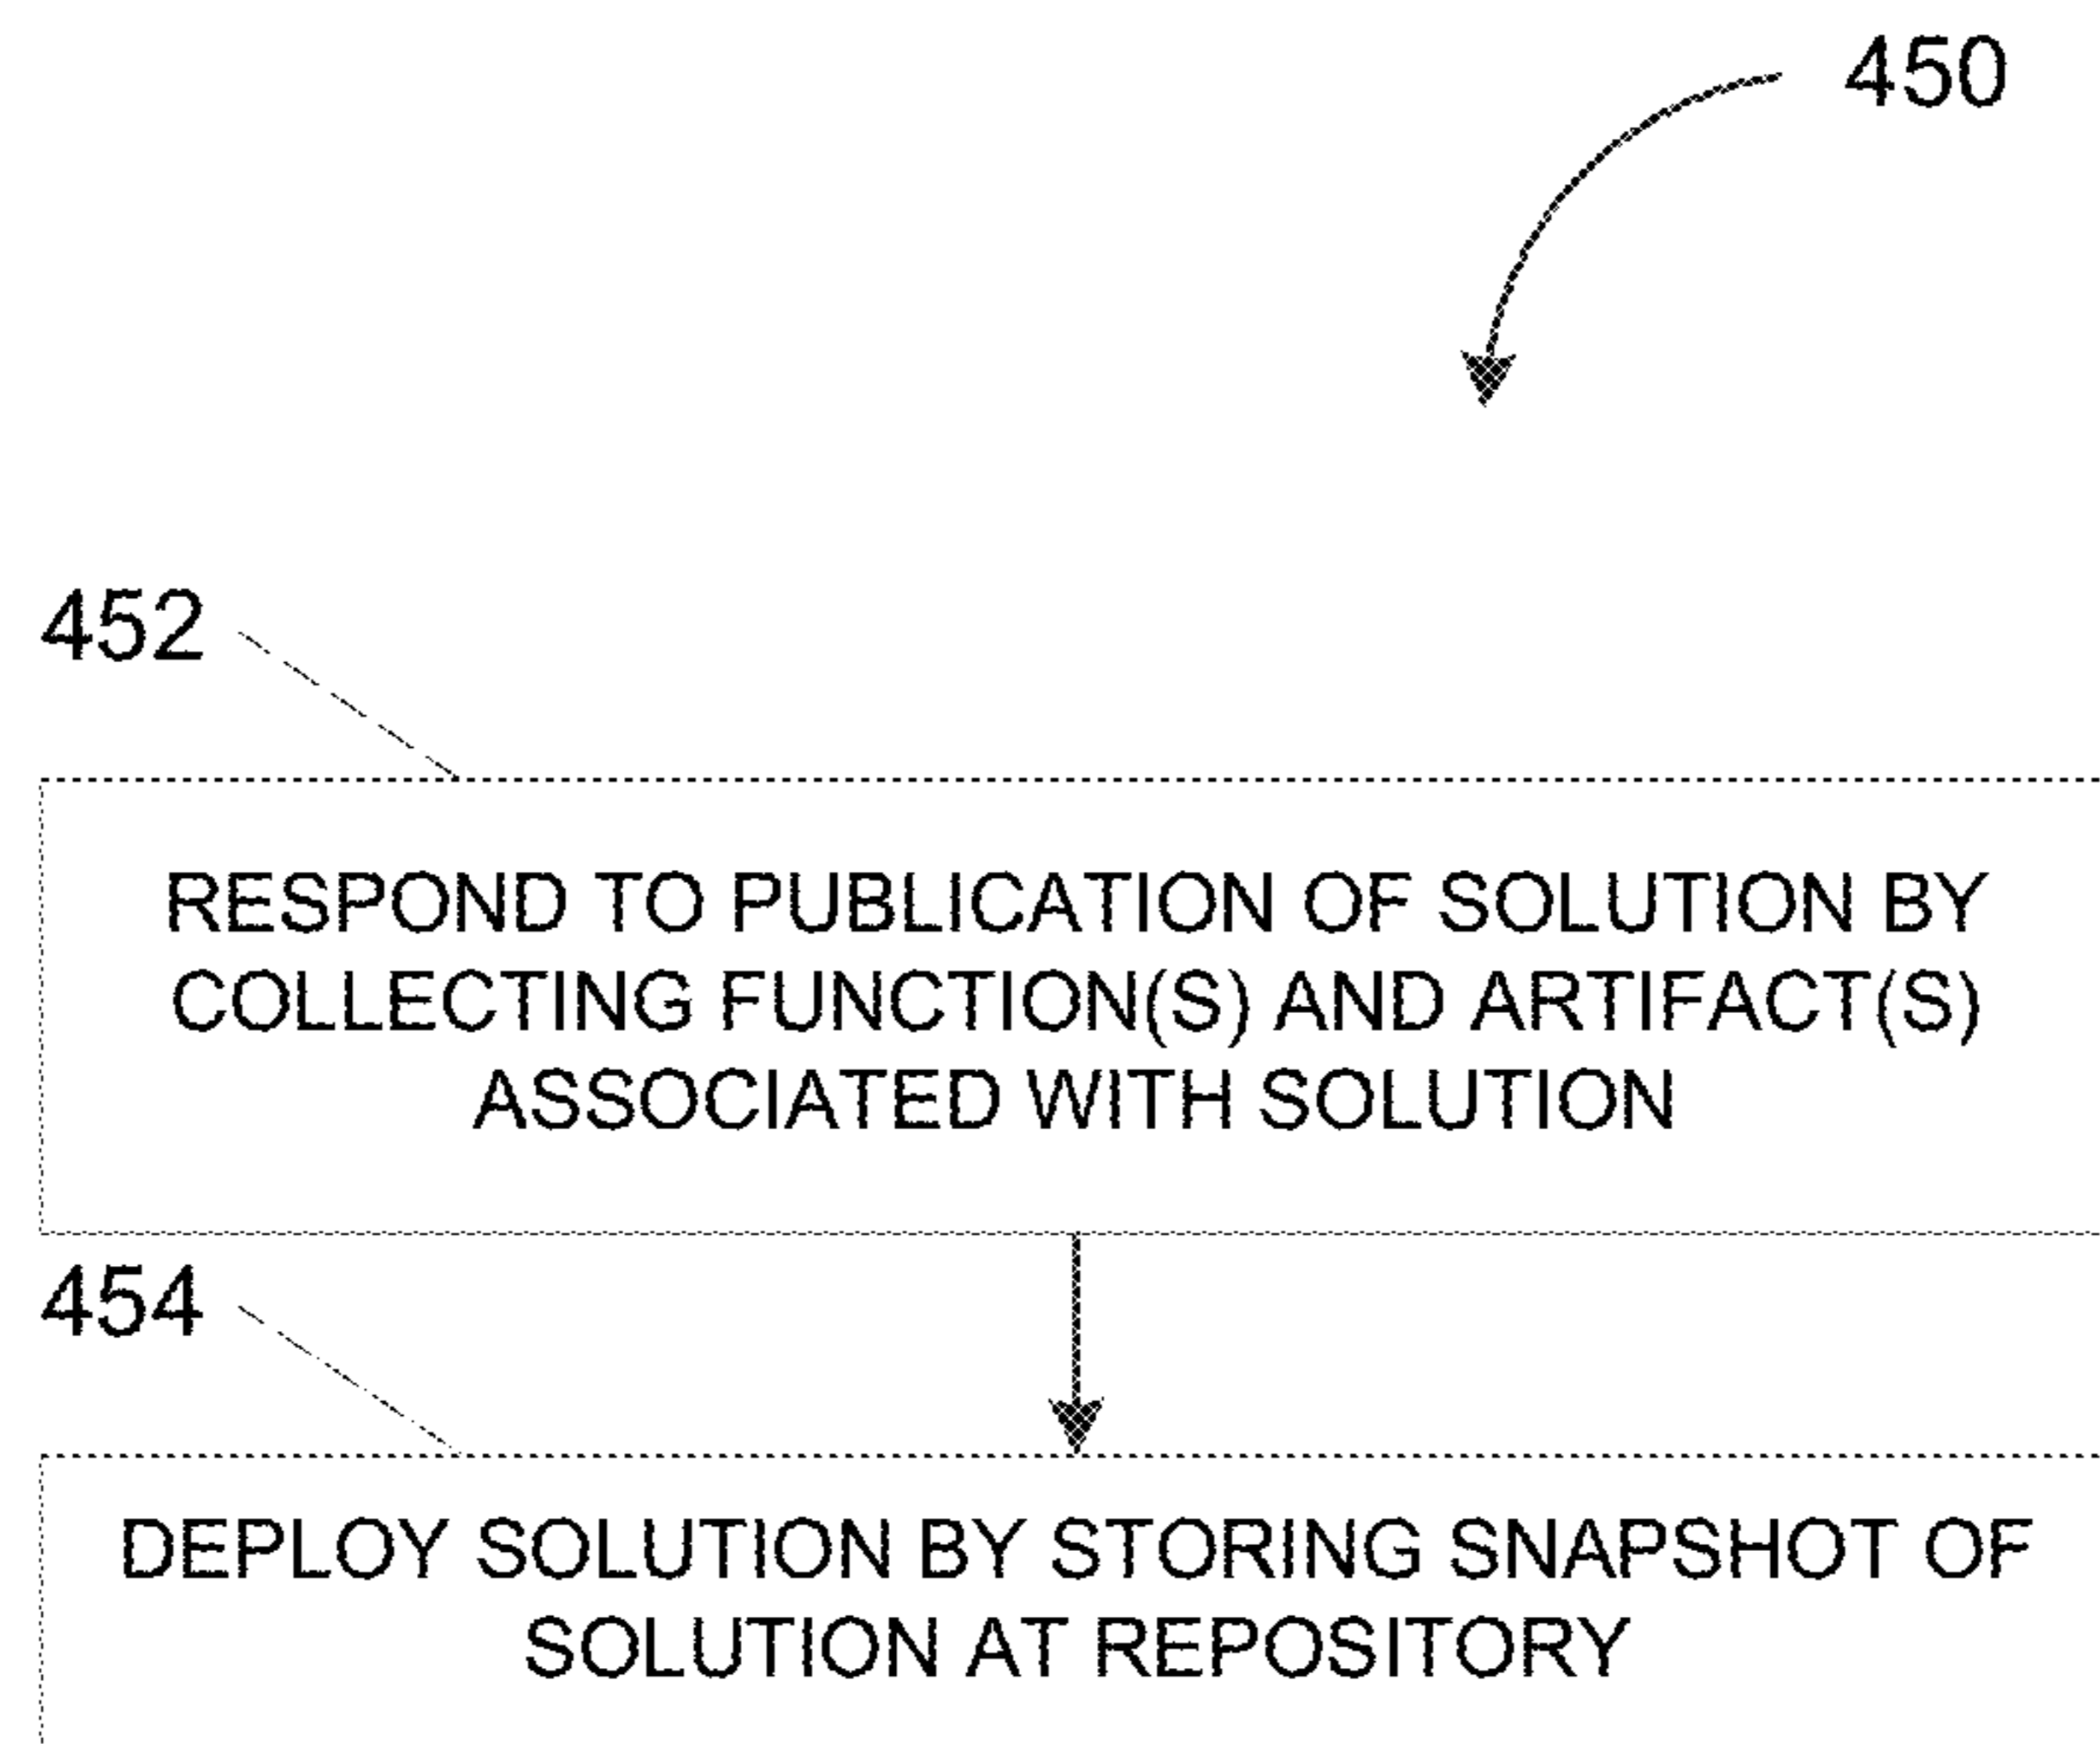 450
452
RESPOND TO PUBLICATION OF SOLUTION BY
COLLECTING FUNCTION(S) AND ARTIFACT(S)
ASSOCIATED WITH SOLUTION
454
DEPLOY SOLUTION BY STORING SNAPSHOT OF
SOLUTION AT REPOSITORY